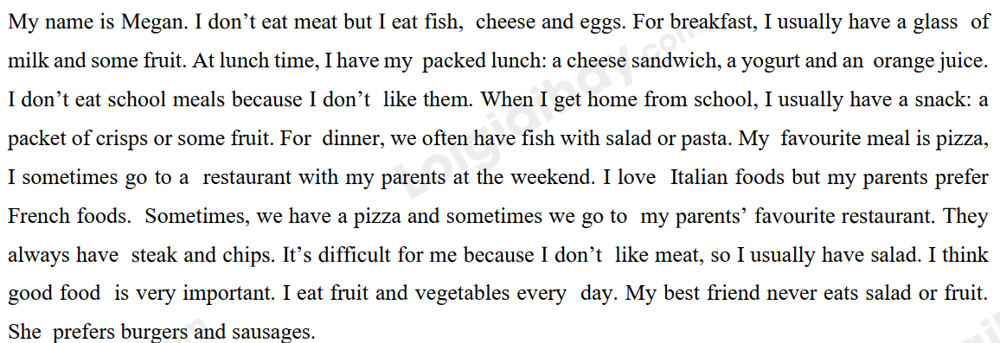 My name is Megan. I don’t eat meat but I eat fish, cheese and eggs. For breakfast, I usually have a glass of
milk and some fruit. At lunch time, I have my packed lunch: a cheese sandwich, a yogurt and an orange juice.
I don’t eat school meals because I don’t like them. When I get home from school, I usually have a snack: a
packet of crisps or some fruit. For dinner, we often have fish with salad or pasta. My favourite meal is pizza,
I sometimes go to a restaurant with my parents at the weekend. I love Italian foods but my parents prefer
French foods. Sometimes, we have a pizza and sometimes we go to my parents’ favourite restaurant. They
always have steak and chips. It’s difficult for me because I don’t like meat, so I usually have salad. I think
good food is very important. I eat fruit and vegetables every day. My best friend never eats salad or fruit.
She prefers burgers and sausages.
Loigiaihay.com